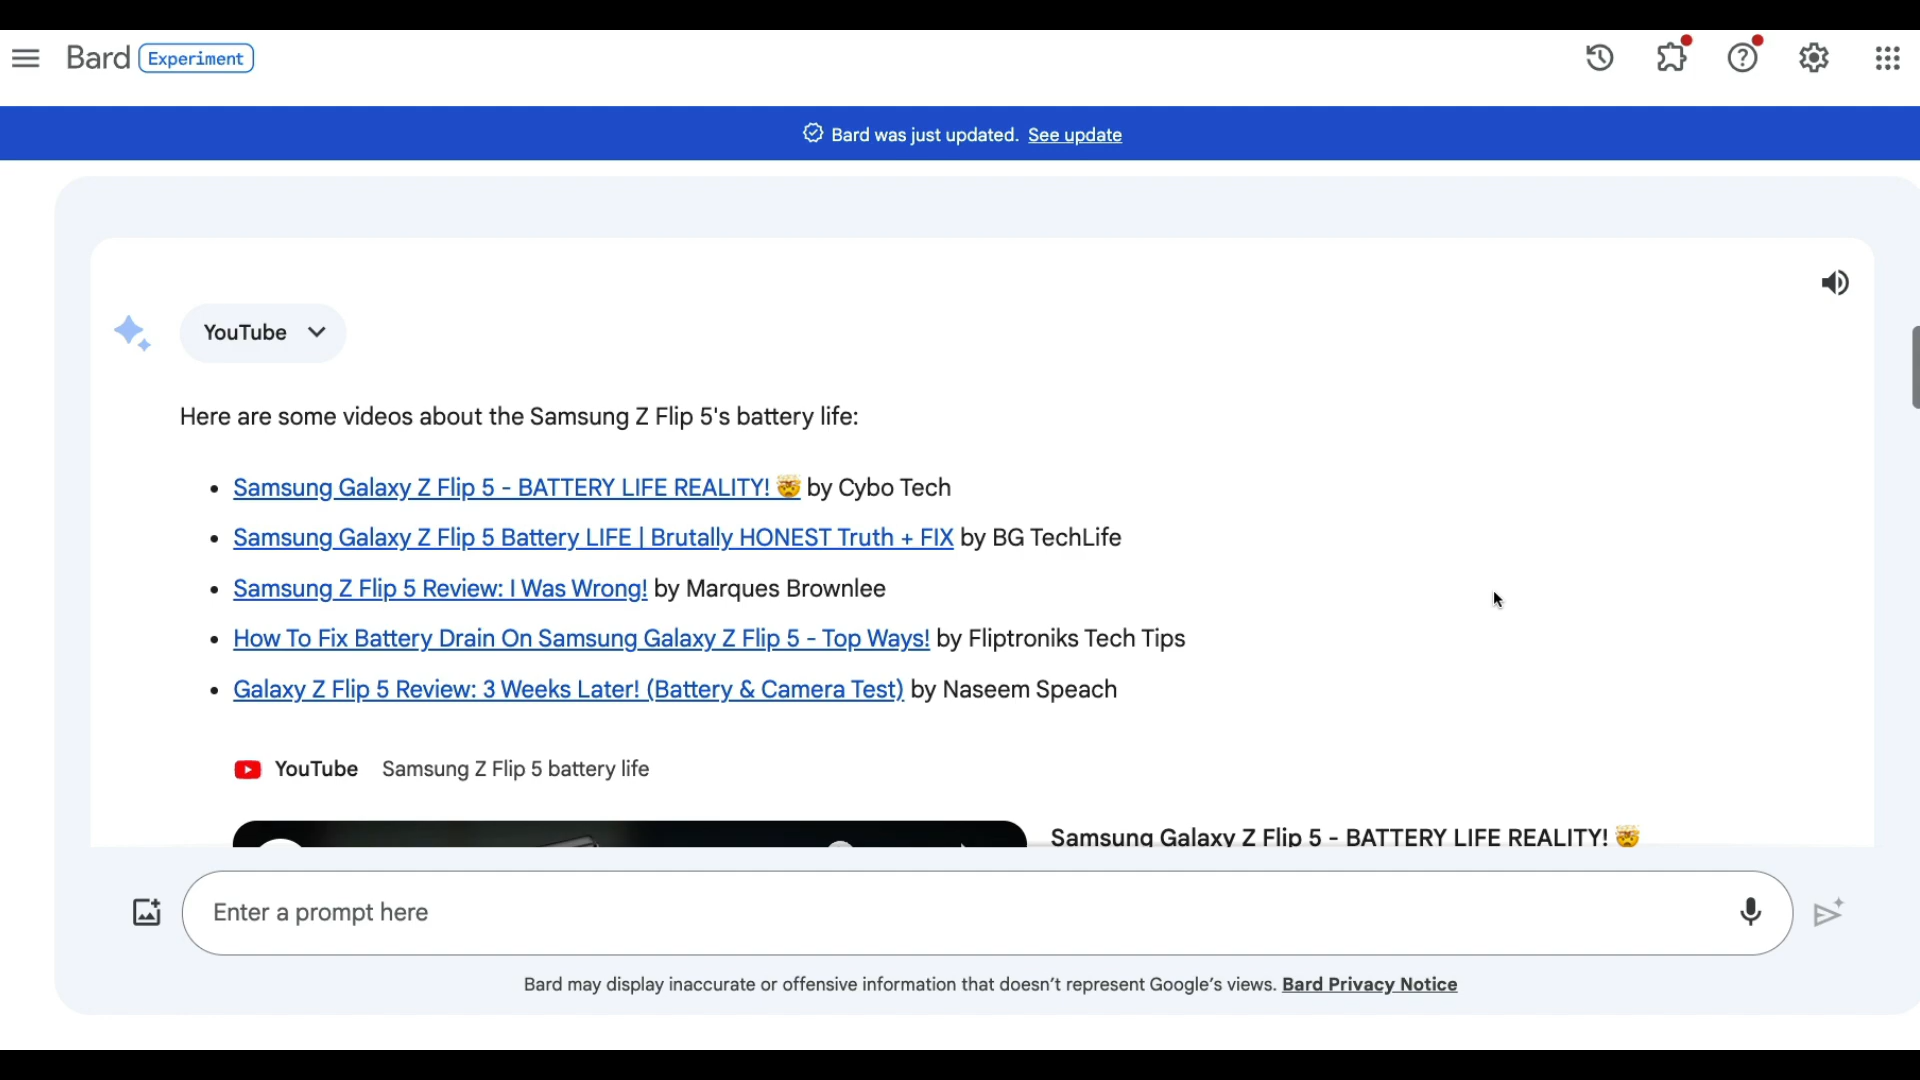 Bard Experiment
Bard was just updated. See update
YouTube
Here are some videos about the Samsung Z Flip 5's battery life:
• Samsung Galaxy Z Flip 5 - BATTERY LIFE REALITY! 🤯 by Cybo Tech
• Samsung Galaxy Z Flip 5 Battery LIFE | Brutally HONEST Truth + FIX by BG TechLife
• Samsung Z Flip 5 Review: I Was Wrong! by Marques Brownlee
• How To Fix Battery Drain On Samsung Galaxy Z Flip 5 - Top Ways! by Fliptroniks Tech Tips
• Galaxy Z Flip 5 Review: 3 Weeks Later! (Battery & Camera Test) by Naseem Speach
YouTube Samsung Z Flip 5 battery life
Samsung Galaxy Z Flip 5 - BATTERY LIFE REALITY! 🤯
Enter a prompt here
Bard may display inaccurate or offensive information that doesn't represent Google's views. Bard Privacy Notice